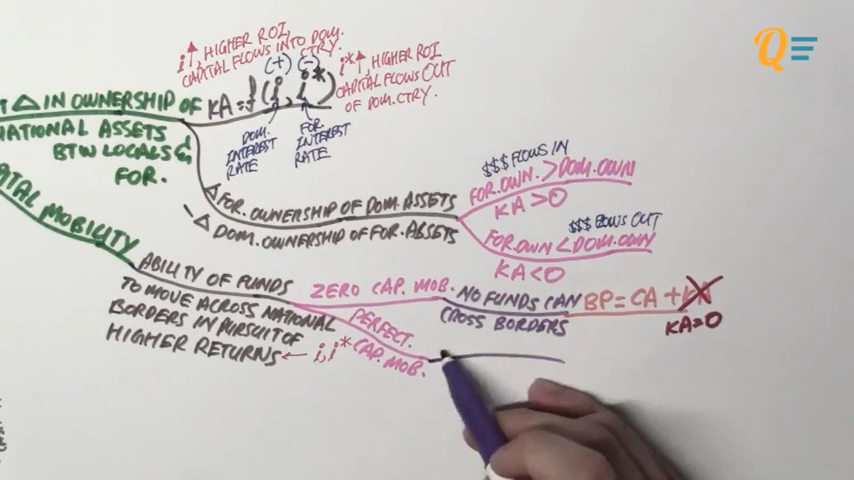 i↑, HIGHER ROI,
CAPITAL FLOWS INTO DOM.
CTRY.
(+) (-)
i*↑, HIGHER ROI
CAPITAL FLOWS OUT
OF DOM. CTRY.
Δ IN OWNERSHIP OF
NATIONAL ASSETS
BTW LOCALS &
FOR.
KA = f(i, i*)
DOM.
INTEREST
RATE
FOR.
INTEREST
RATE
Δ FOR. OWNERSHIP OF DOM. ASSETS
- Δ DOM. OWNERSHIP OF FOR. ASSETS
$$$ FLOWS IN
FOR. OWN. > DOM. OWN
KA > 0
$$$ FLOWS OUT
FOR. OWN < DOM. OWN
KA < 0
MOBILITY
ABILITY OF FUNDS
TO MOVE ACROSS NATIONAL
BORDERS IN PURSUIT OF
HIGHER RETURNS ← i, i*
ZERO CAP. MOB.
NO FUNDS CAN
CROSS BORDERS
BP = CA + KA
KA = 0
PERFECT.
CAP. MOB.